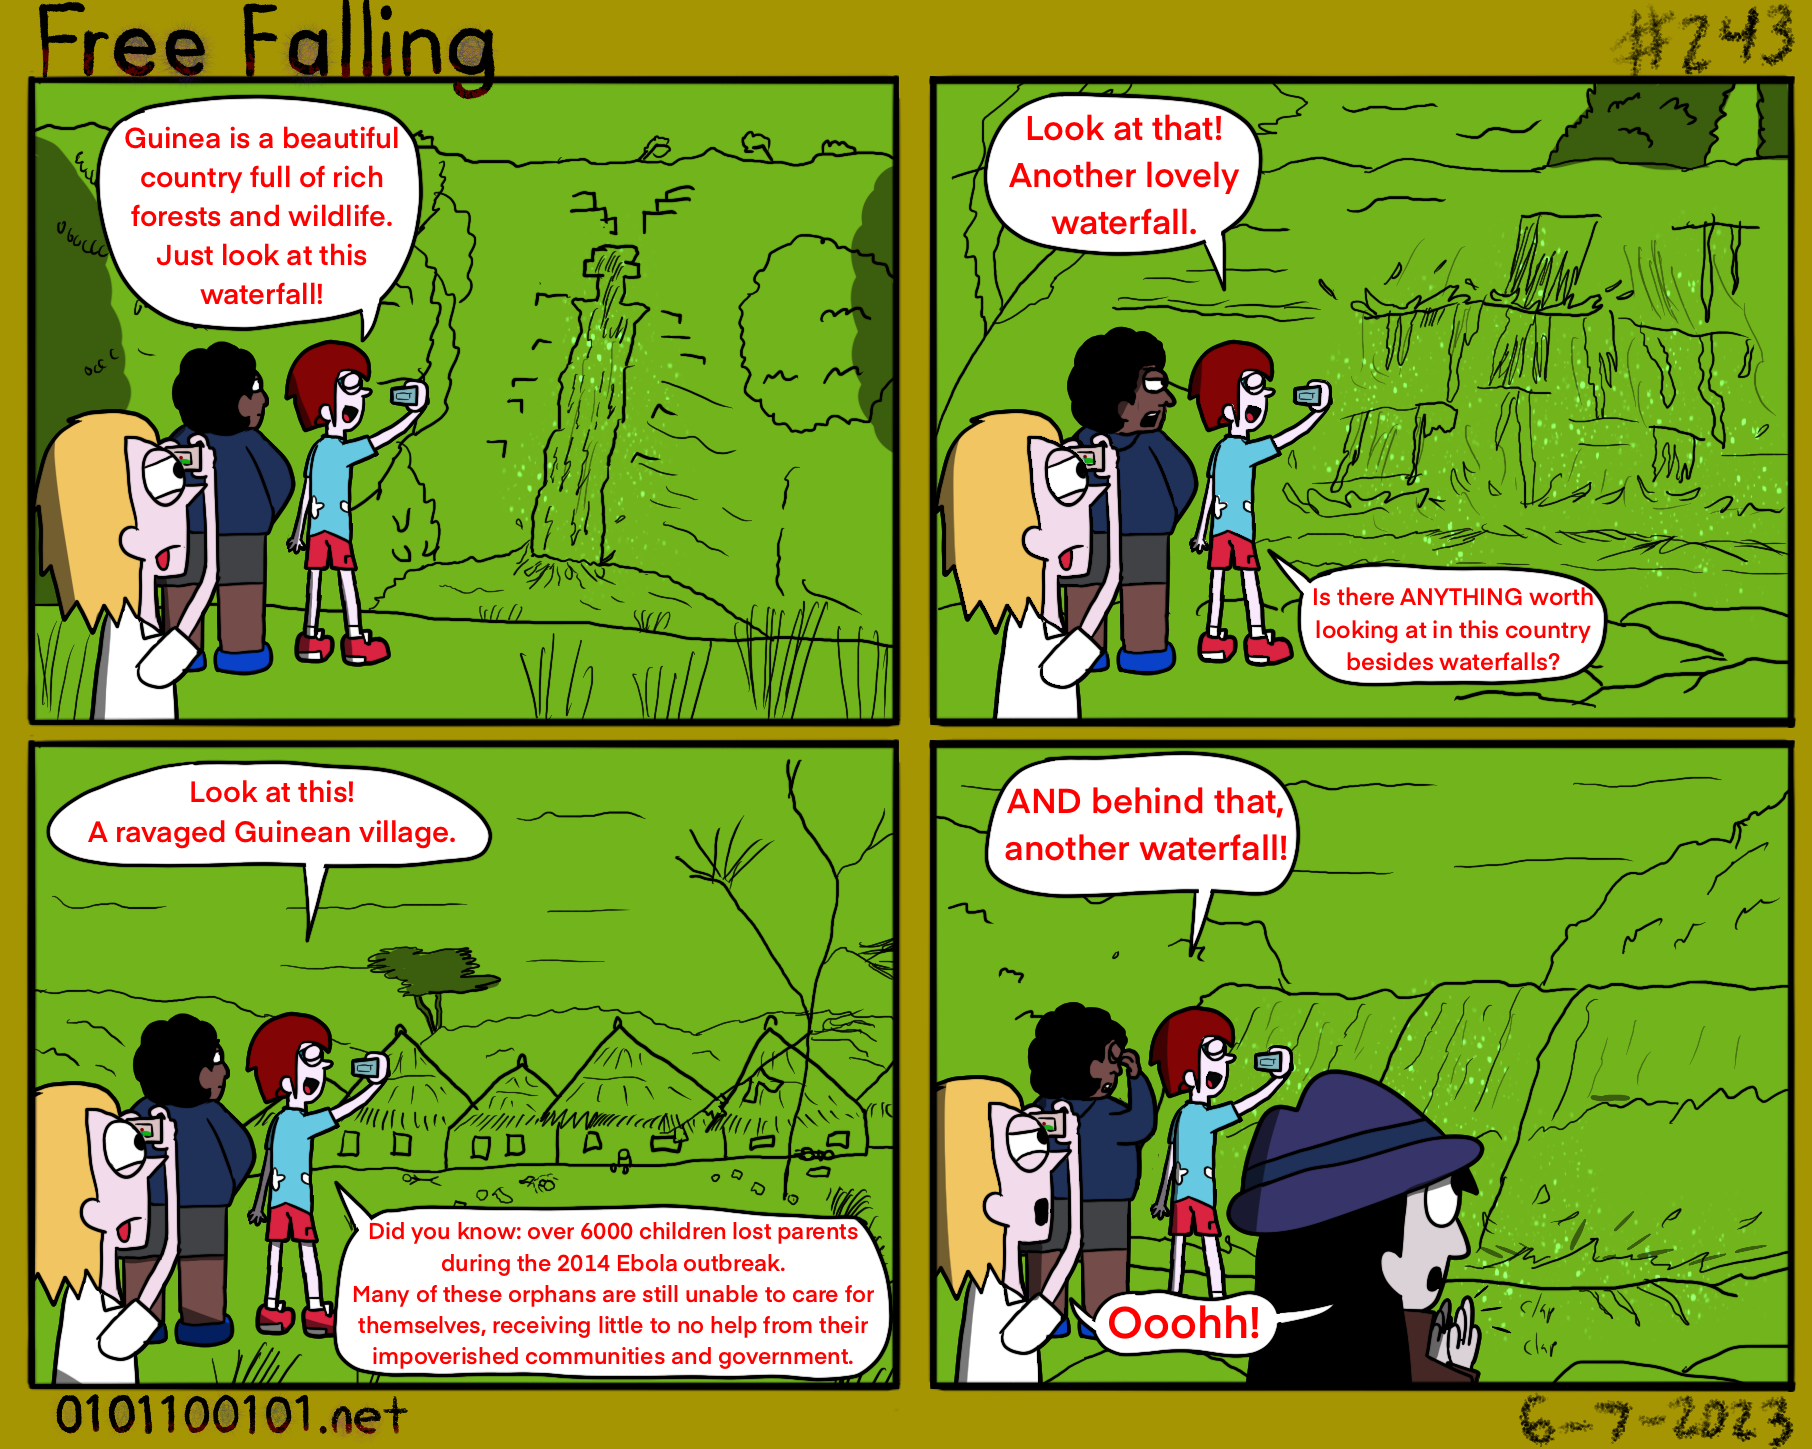 Free Falling
#243
Guinea is a beautiful
country full of rich
forests and wildlife.
Just look at this
waterfall!
Look at that!
Another lovely
waterfall.
Is there ANYTHING worth
looking at in this country
besides waterfalls?
Look at this!
A ravaged Guinean village.
Did you know: over 6000 children lost parents
during the 2014 Ebola outbreak.
Many of these orphans are still unable to care for
themselves, receiving little to no help from their
impoverished communities and government.
AND behind that,
another waterfall!
Ooohh!
clap
clap
0101100101.net
6-7-2023